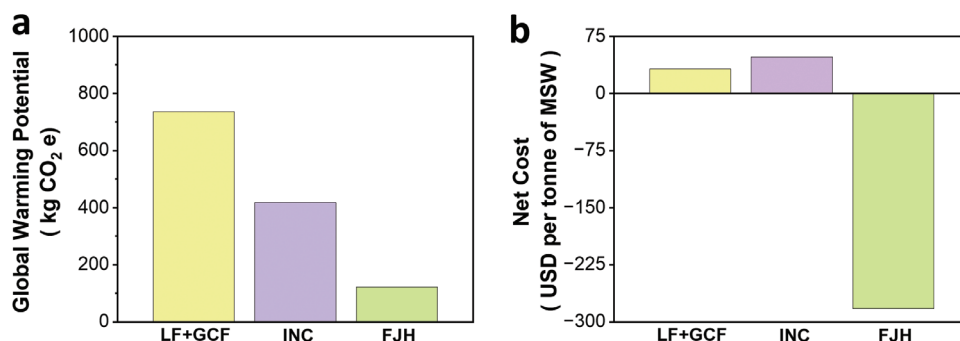 a
Global Warming Potential
( kg CO₂ e)
1000
800
600
400
200
0
LF+GCF INC FJH
b
Net Cost
( USD per tonne of MSW )
75
0
−75
−150
−225
−300
LF+GCF INC FJH